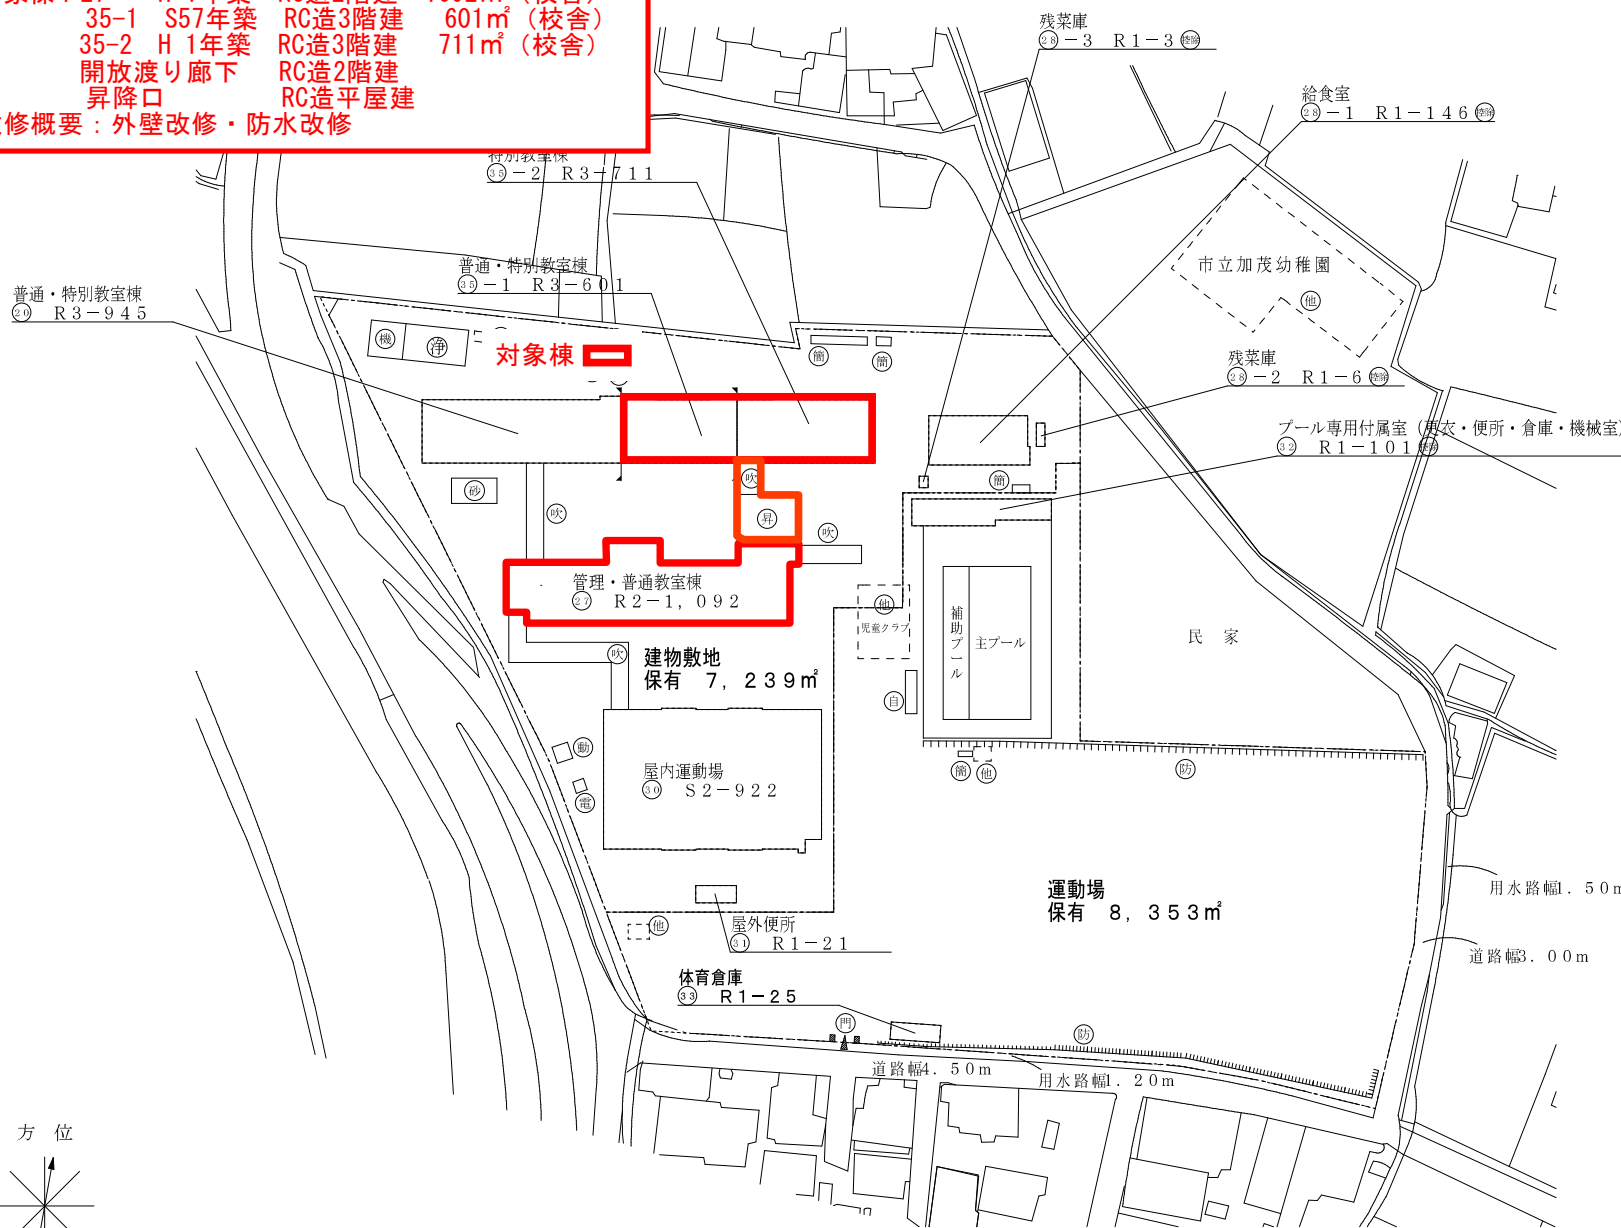 35-1 S57年築 RC造3階建 601㎡（校舎）
35-2 H 1年築 RC造3階建 711㎡（校舎）
開放渡り廊下 RC造2階建
昇降口 RC造平屋建
修概要：外壁改修・防水改修
残菜庫
28-3 R1-3
給食室
28-1 R1-146
特別教室棟
35-2 R3-711
普通・特別教室棟
35-1 R3-601
市立加茂幼稚園
他
普通・特別教室棟
20 R3-945
機
浄
対象棟
簡
簡
残菜庫
28-2 R1-6
プール専用付属室（更衣・便所・倉庫・機械室）
32 R1-101
砂
吹
吹
昇
吹
簡
管理・普通教室棟
27 R2-1,092
他
児童クラブ
補助プール
主プール
民 家
吹
建物敷地
保有 7,239㎡
自
動
電
屋内運動場
30 S2-922
簡
他
防
運動場
保有 8,353㎡
用水路幅1.50m
道路幅3.00m
他
屋外便所
31 R1-21
体育倉庫
33 R1-25
門
防
道路幅4.50m
用水路幅1.20m
方 位